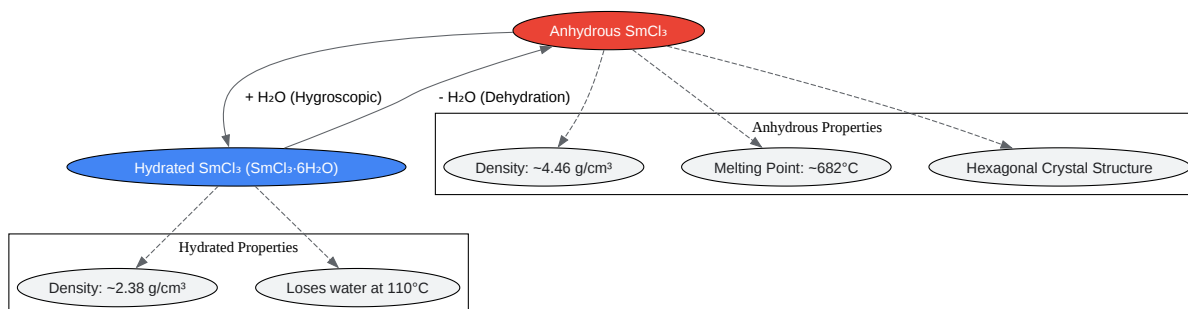 Anhydrous SmCl₃
+ H₂O (Hygroscopic)
- H₂O (Dehydration)
Anhydrous Properties
Hydrated SmCl₃ (SmCl₃·6H₂O)
Density: ~4.46 g/cm³
Melting Point: ~682°C
Hexagonal Crystal Structure
Hydrated Properties
Density: ~2.38 g/cm³
Loses water at 110°C